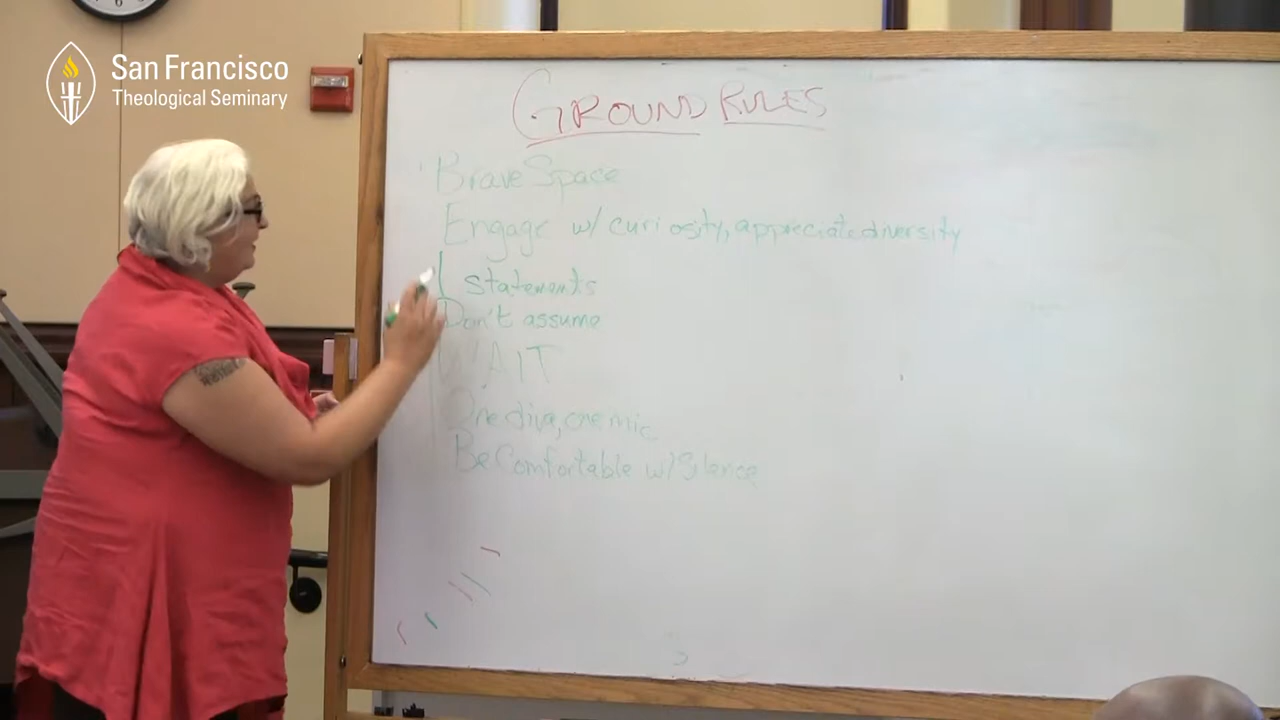 San Francisco
Theological Seminary
GROUND RULES
Brave Space
Engage w/ curiosity, appreciate diversity
I statements
Don't assume
WAIT
One diva, one mic
Be Comfortable w/ Silence